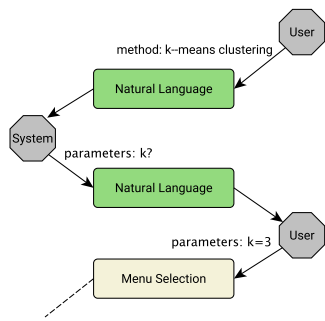 User
method: k--means clustering
Natural Language
System
parameters: k?
Natural Language
User
parameters: k=3
Menu Selection